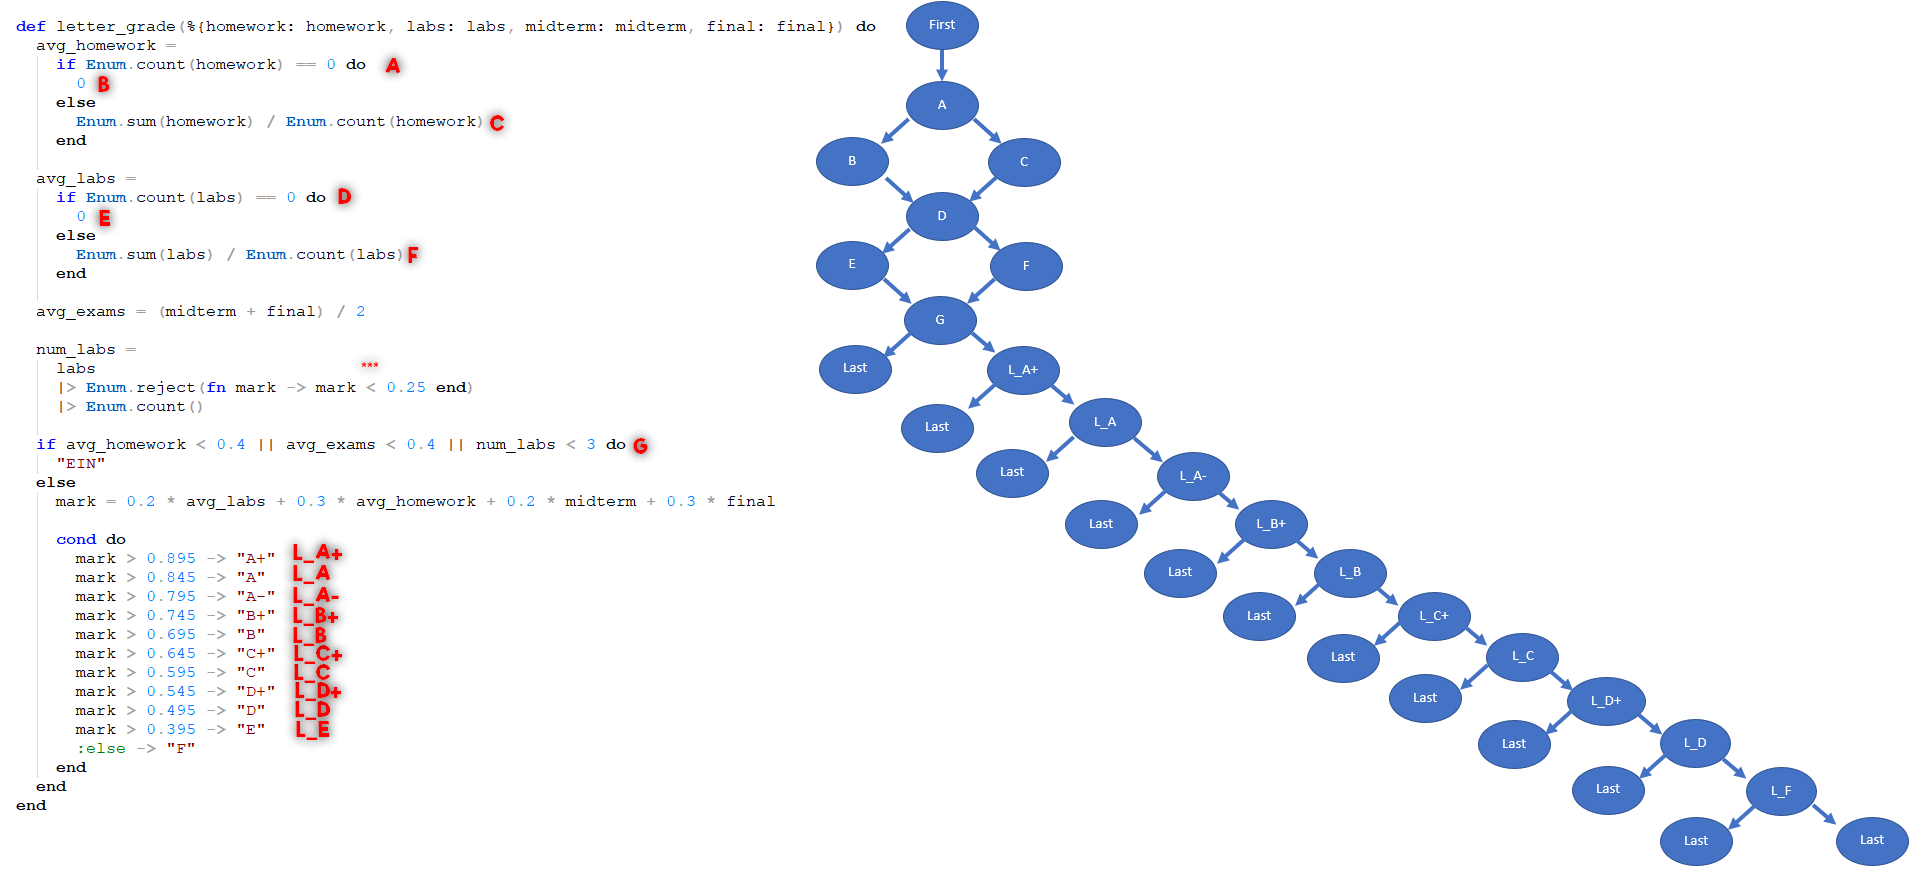 def letter_grade(%{homework: homework, labs: labs, midterm: midterm, final: final}) do
avg_homework =
if Enum.count(homework) == 0 do A
0 B
else
Enum.sum(homework) / Enum.count(homework) C
end
avg_labs =
if Enum.count(labs) == 0 do D
0 E
else
Enum.sum(labs) / Enum.count(labs) F
end
avg_exams = (midterm + final) / 2
num_labs =
labs
***
|> Enum.reject(fn mark -> mark < 0.25 end)
|> Enum.count()
if avg_homework < 0.4 || avg_exams < 0.4 || num_labs < 3 do G
"EIN"
else
mark = 0.2 * avg_labs + 0.3 * avg_homework + 0.2 * midterm + 0.3 * final
cond do
mark > 0.895 -> "A+" L_A+
mark > 0.845 -> "A" L_A
mark > 0.795 -> "A-" L_A-
mark > 0.745 -> "B+" L_B+
mark > 0.695 -> "B" L_B
mark > 0.645 -> "C+" L_C+
mark > 0.595 -> "C" L_C
mark > 0.545 -> "D+" L_D+
mark > 0.495 -> "D" L_D
mark > 0.395 -> "E" L_E
:else -> "F"
end
end
end
First
A
B
C
D
E
F
G
Last
L_A+
Last
L_A
Last
L_A-
Last
L_B+
Last
L_B
Last
L_C+
Last
L_C
Last
L_D+
Last
L_D
Last
L_F
Last
Last